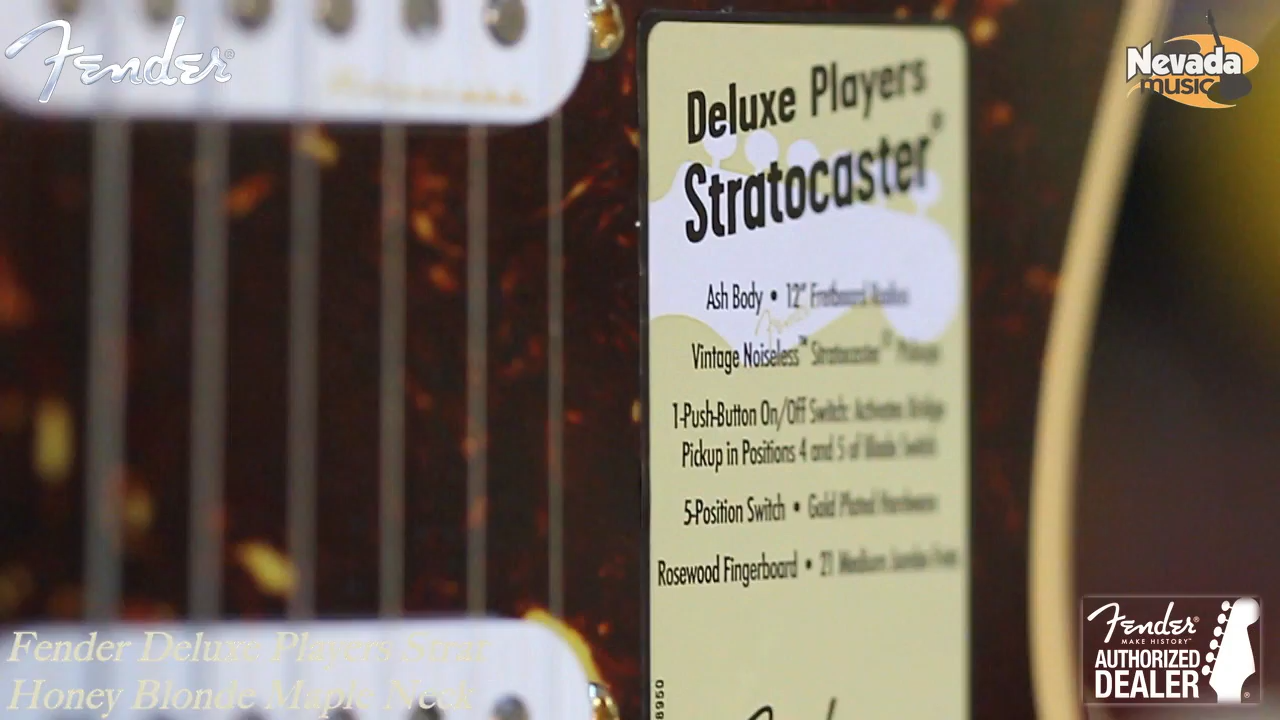 Fender®
Nevada
music
Deluxe Players
Stratocaster®
Ash Body • 12" Fretboard Radius
Vintage Noiseless™ Stratocaster® Pickups
1-Push-Button On/Off Switch: Activates Bridge
Pickup in Positions 4 and 5 of Blade Switch
5-Position Switch • Gold Plated Hardware
Rosewood Fingerboard • 21 Medium Jumbo Frets
Fender Deluxe Players Strat
Honey Blonde Maple Neck
Fender®
MAKE HISTORY™
AUTHORIZED
DEALER